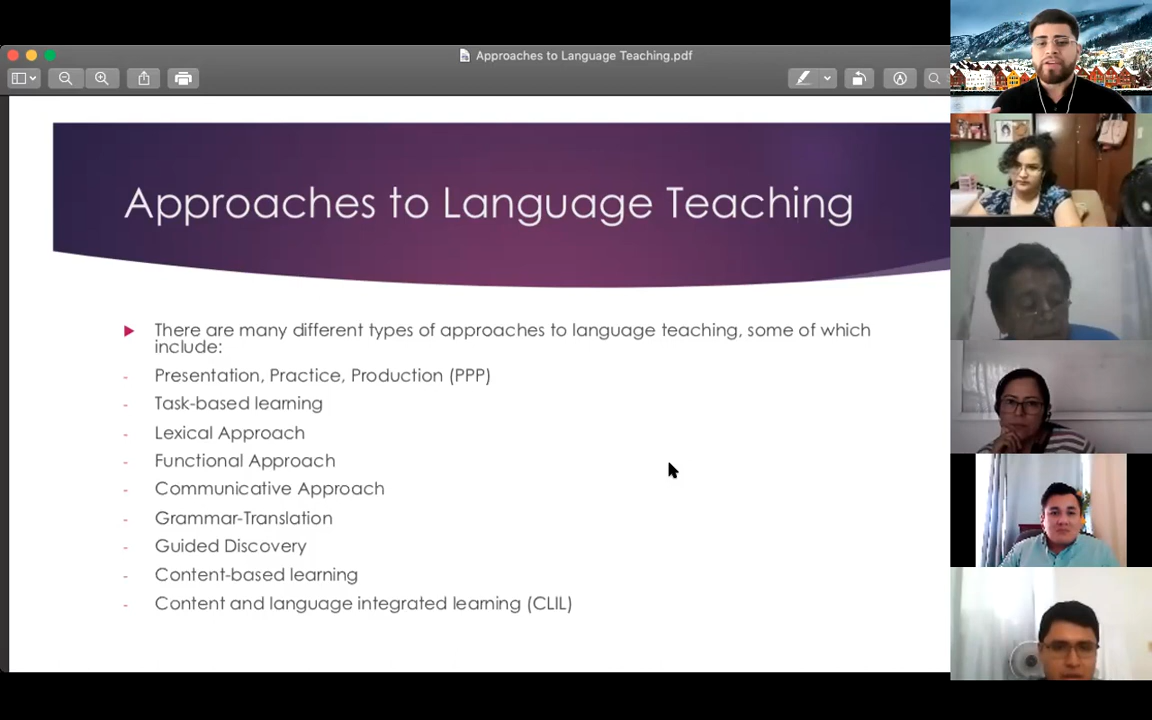 Approaches to Language Teaching.pdf
Approaches to Language Teaching
There are many different types of approaches to language teaching, some of which
include:
- Presentation, Practice, Production (PPP)
- Task-based learning
- Lexical Approach
- Functional Approach
- Communicative Approach
- Grammar-Translation
- Guided Discovery
- Content-based learning
- Content and language integrated learning (CLIL)